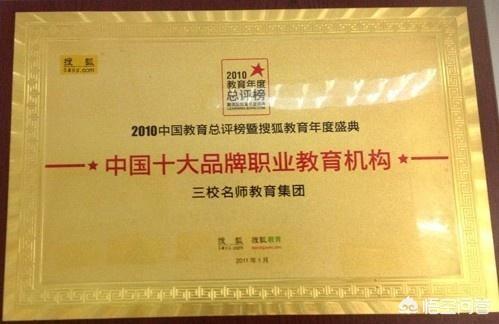 搜狐
SOHU.com
2010
教育年度
总评榜
2010中国教育总评榜暨搜狐教育年度盛典
中国十大品牌职业教育机构
三校名师教育集团
搜狐 搜狐教育
2011年1月
悟空问答